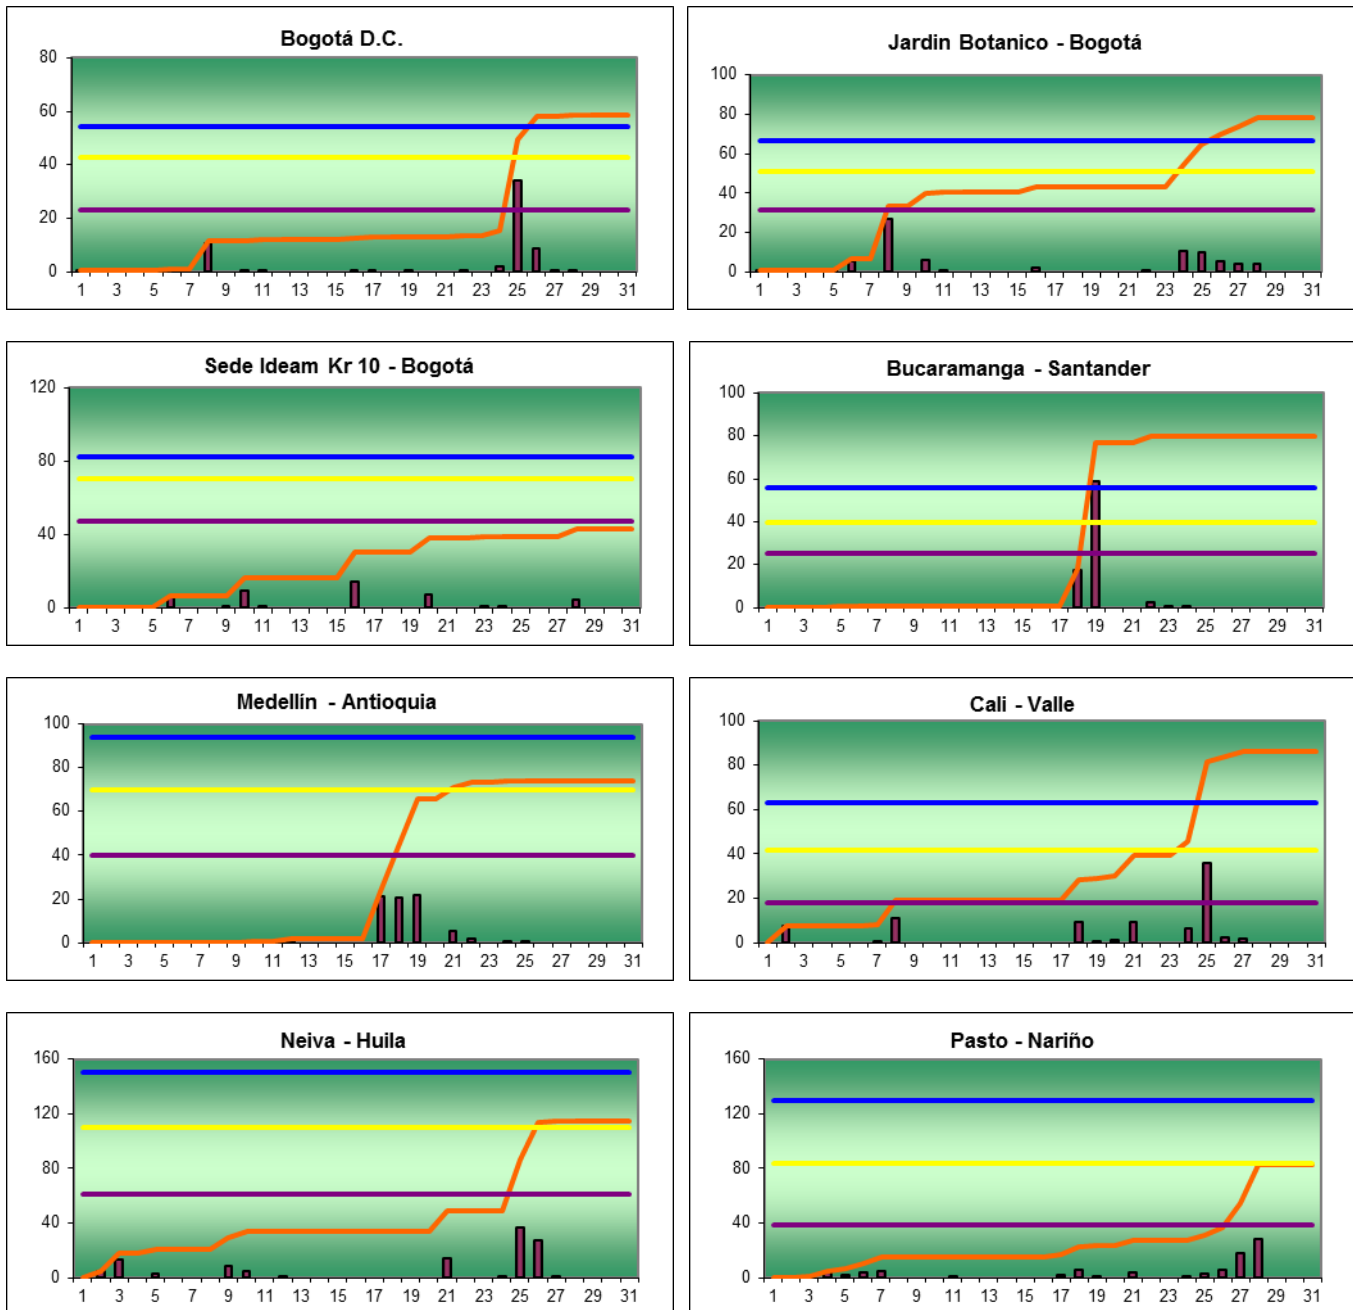 Bogotá D.C.
80
60
40
20
0
1 3 5 7 9 11 13 15 17 19 21 23 25 27 29 31
Jardin Botanico - Bogotá
100
80
60
40
20
0
1 3 5 7 9 11 13 15 17 19 21 23 25 27 29 31
Sede Ideam Kr 10 - Bogotá
120
80
40
0
1 3 5 7 9 11 13 15 17 19 21 23 25 27 29 31
Bucaramanga - Santander
100
80
60
40
20
0
1 3 5 7 9 11 13 15 17 19 21 23 25 27 29 31
Medellín - Antioquia
100
80
60
40
20
0
1 3 5 7 9 11 13 15 17 19 21 23 25 27 29 31
Cali - Valle
100
80
60
40
20
0
1 3 5 7 9 11 13 15 17 19 21 23 25 27 29 31
Neiva - Huila
160
120
80
40
0
1 3 5 7 9 11 13 15 17 19 21 23 25 27 29 31
Pasto - Nariño
160
120
80
40
0
1 3 5 7 9 11 13 15 17 19 21 23 25 27 29 31